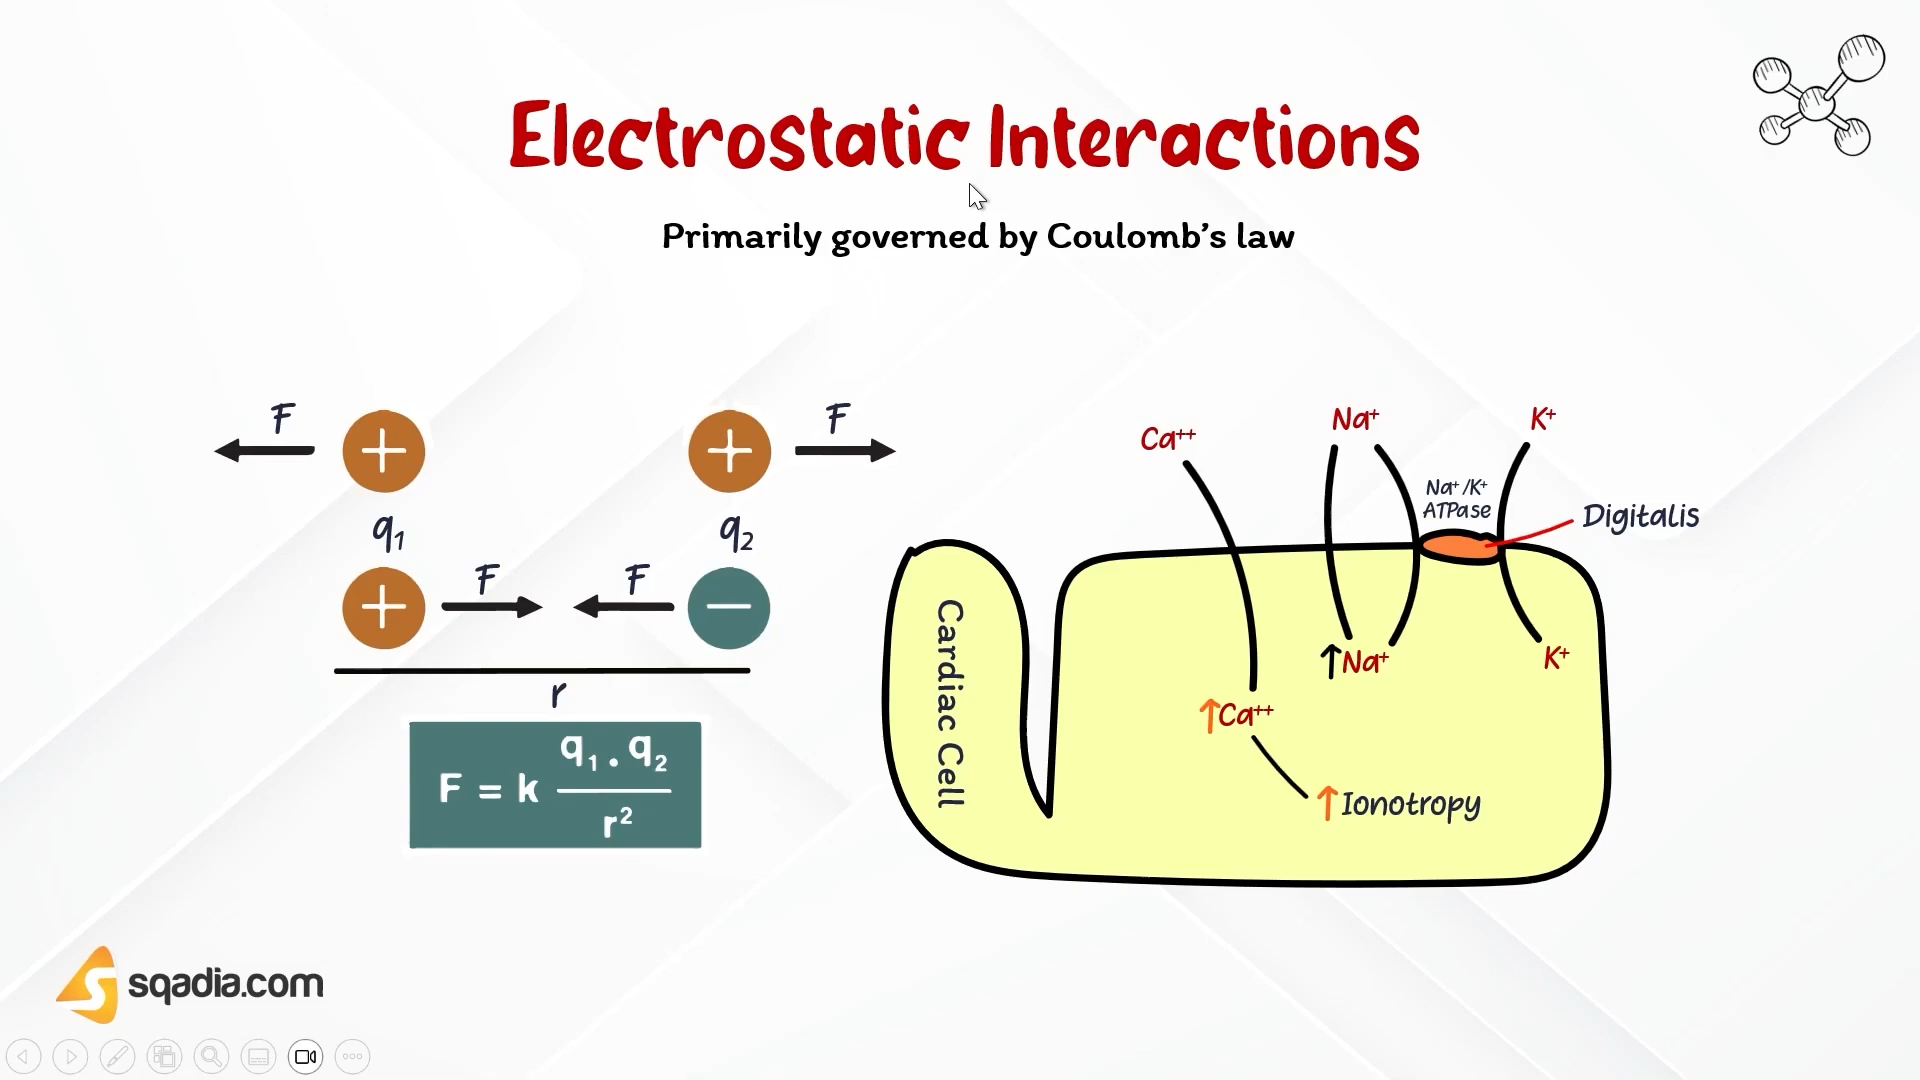 Electrostatic Interactions
Primarily governed by Coulomb's law
F
+
+
F
q₁
q₂
+
F
F
−
r
F = k q₁ . q₂ / r²
Cardiac Cell
Ca⁺⁺
Na⁺
K⁺
Na⁺/K⁺
ATPase
Digitalis
↑Na⁺
K⁺
↑Ca⁺⁺
↑Ionotropy
sqadia.com